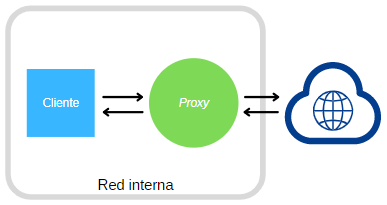 Cliente
Proxy
Red interna